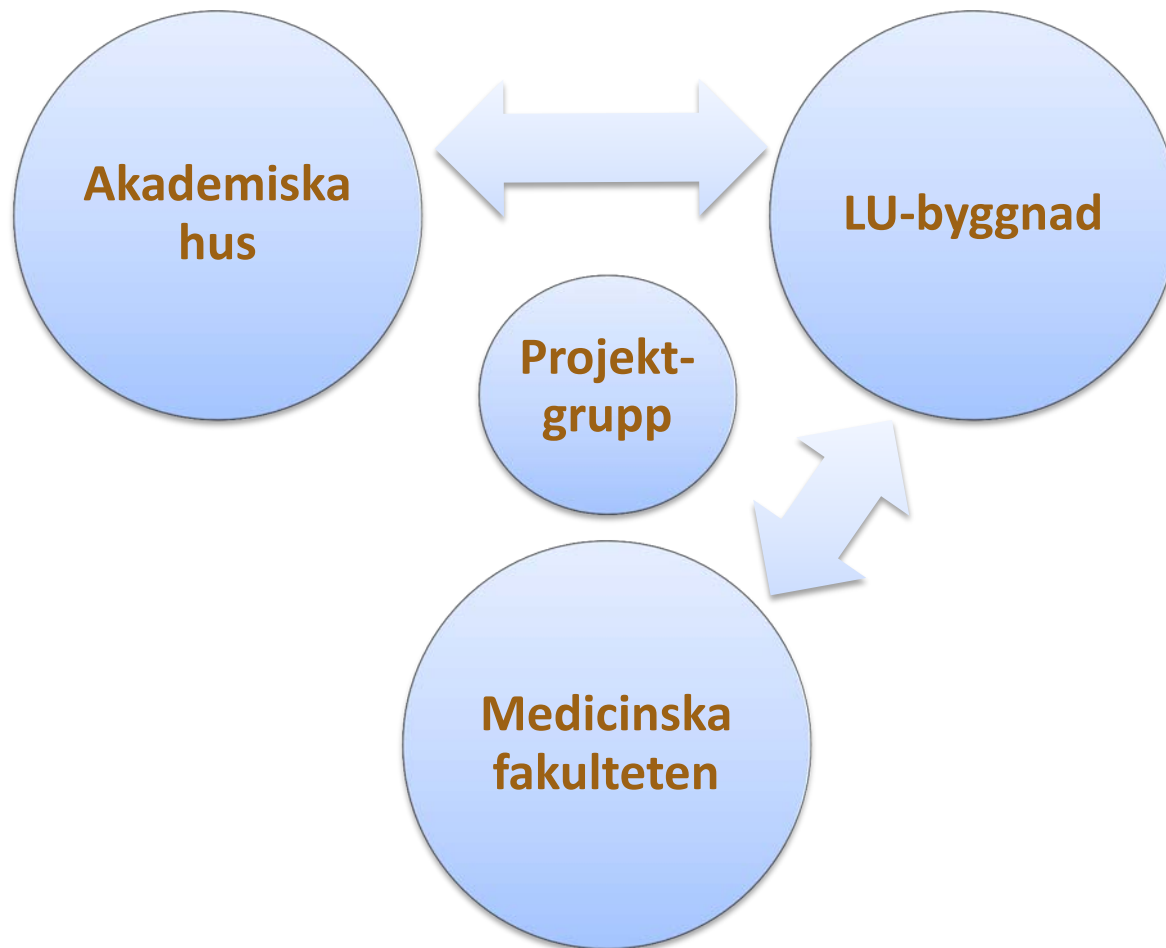 Akademiska
hus
LU-byggnad
Projekt-
grupp
Medicinska
fakulteten